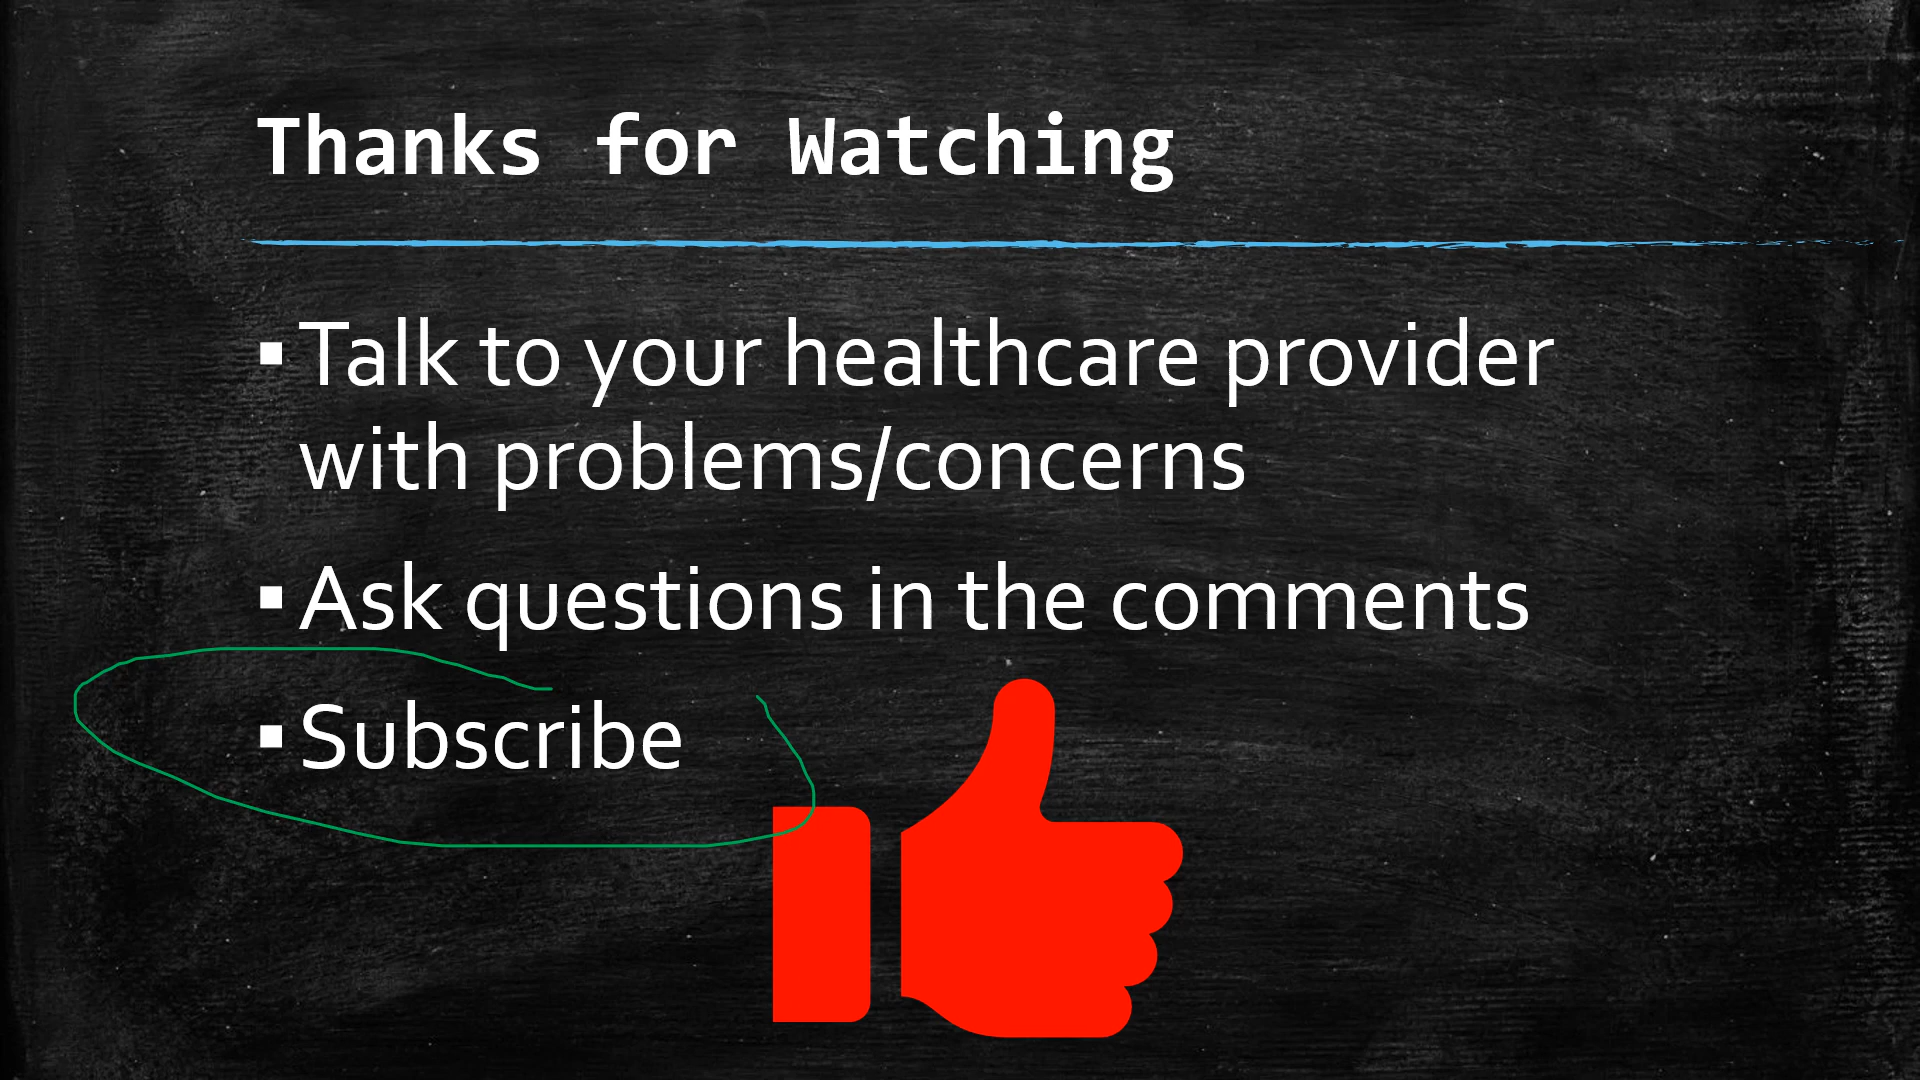 Thanks for Watching
▪Talk to your healthcare provider
with problems/concerns
▪Ask questions in the comments
▪Subscribe